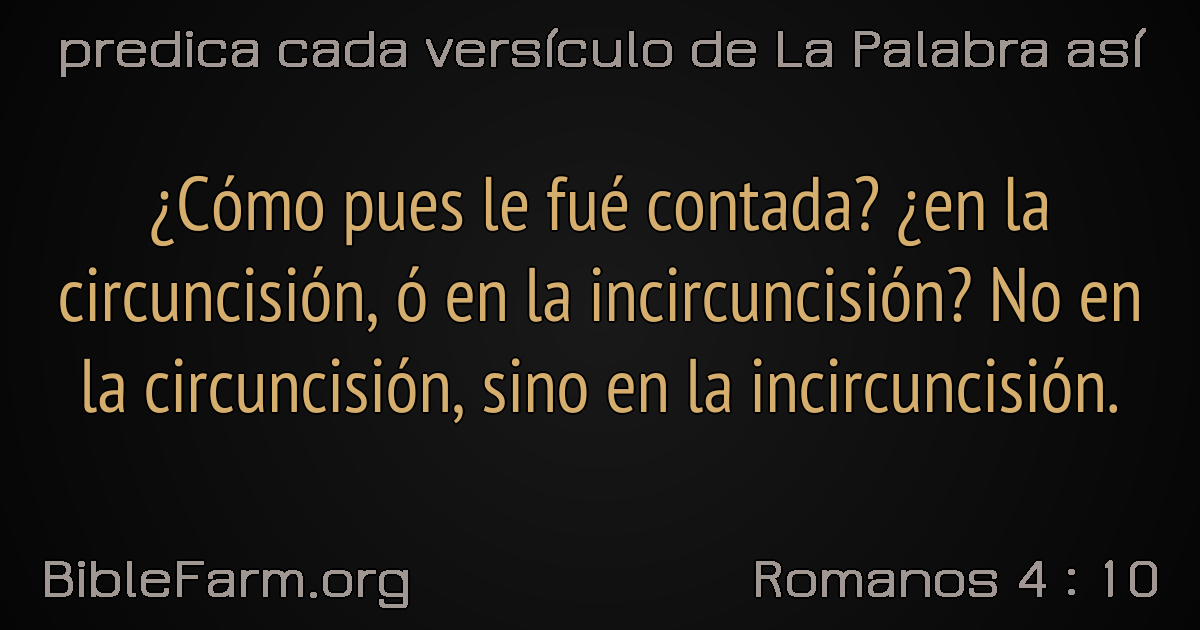 predica cada versículo de La Palabra así
¿Cómo pues le fué contada? ¿en la
circuncisión, ó en la incircuncisión? No en
la circuncisión, sino en la incircuncisión.
BibleFarm.org
Romanos 4 : 10